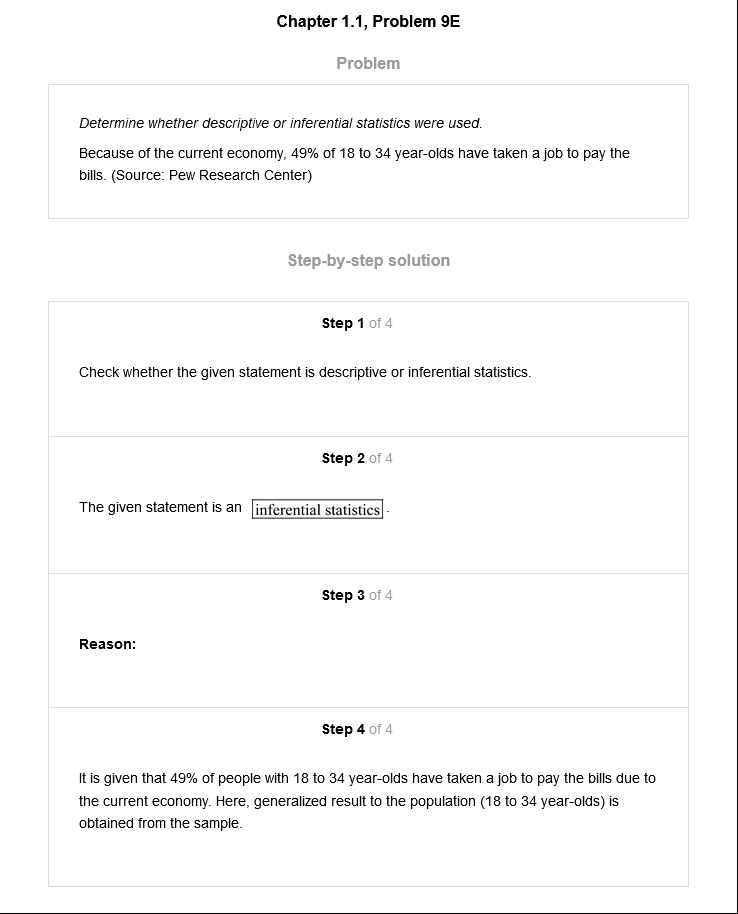 Chapter 1.1, Problem 9E
Problem
Determine whether descriptive or inferential statistics were used.
Because of the current economy, 49% of 18 to 34 year-olds have taken a job to pay the
bills. (Source: Pew Research Center)
Step-by-step solution
Step 1 of 4
Check whether the given statement is descriptive or inferential statistics.
Step 2 of 4
The given statement is an inferential statistics.
Step 3 of 4
Reason:
Step 4 of 4
It is given that 49% of people with 18 to 34 year-olds have taken a job to pay the bills due to
the current economy. Here, generalized result to the population (18 to 34 year-olds) is
obtained from the sample.